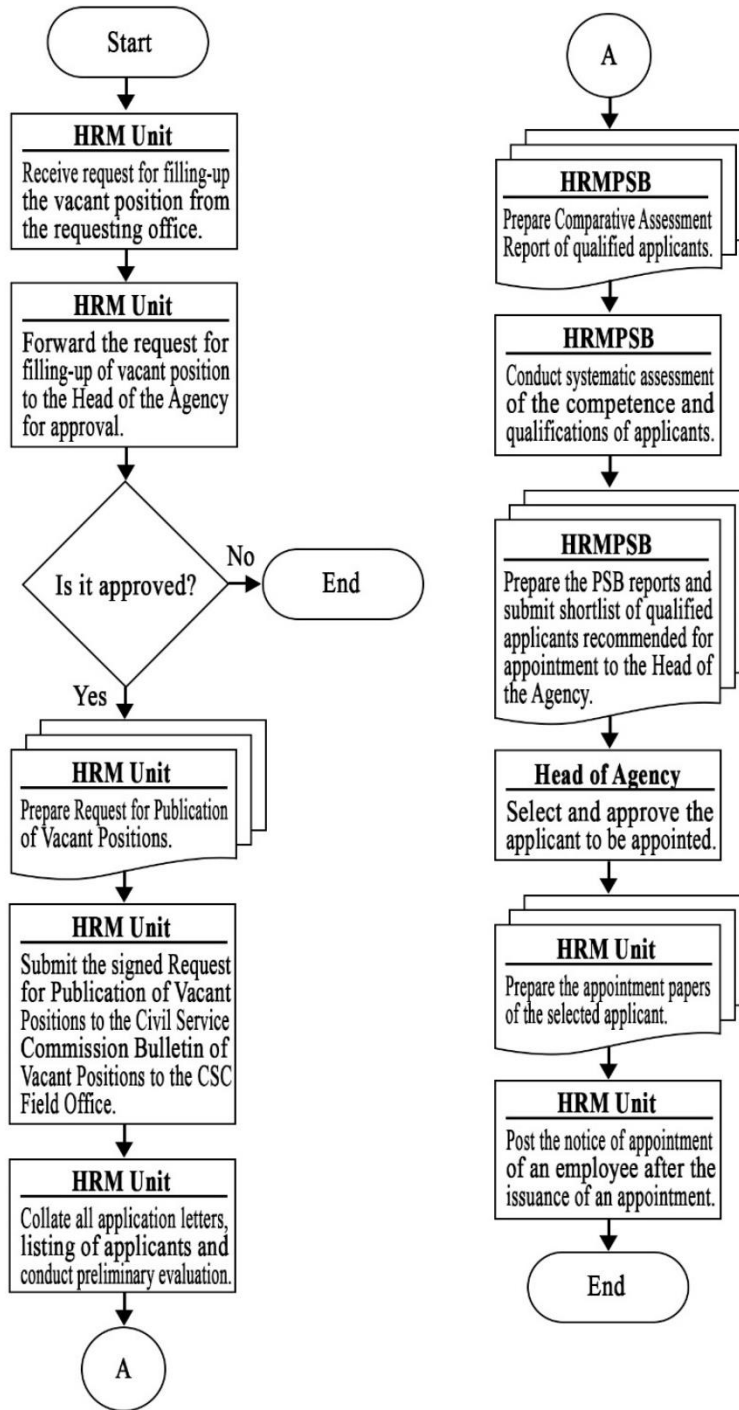 Start
HRM Unit
Receive request for filling-up
the vacant position from
the requesting office.
HRM Unit
Forward the request for
filling-up of vacant position
to the Head of the Agency
for approval.
Is it approved?
No
End
Yes
HRM Unit
Prepare Request for Publication
of Vacant Positions.
HRM Unit
Submit the signed Request
for Publication of Vacant
Positions to the Civil Service
Commission Bulletin of
Vacant Positions to the CSC
Field Office.
HRM Unit
Collate all application letters,
listing of applicants and
conduct preliminary evaluation.
A
A
HRMPSB
Prepare Comparative Assessment
Report of qualified applicants.
HRMPSB
Conduct systematic assessment
of the competence and
qualifications of applicants.
HRMPSB
Prepare the PSB reports and
submit shortlist of qualified
applicants recommended for
appointment to the Head of
the Agency.
Head of Agency
Select and approve the
applicant to be appointed.
HRM Unit
Prepare the appointment papers
of the selected applicant.
HRM Unit
Post the notice of appointment
of an employee after the
issuance of an appointment.
End